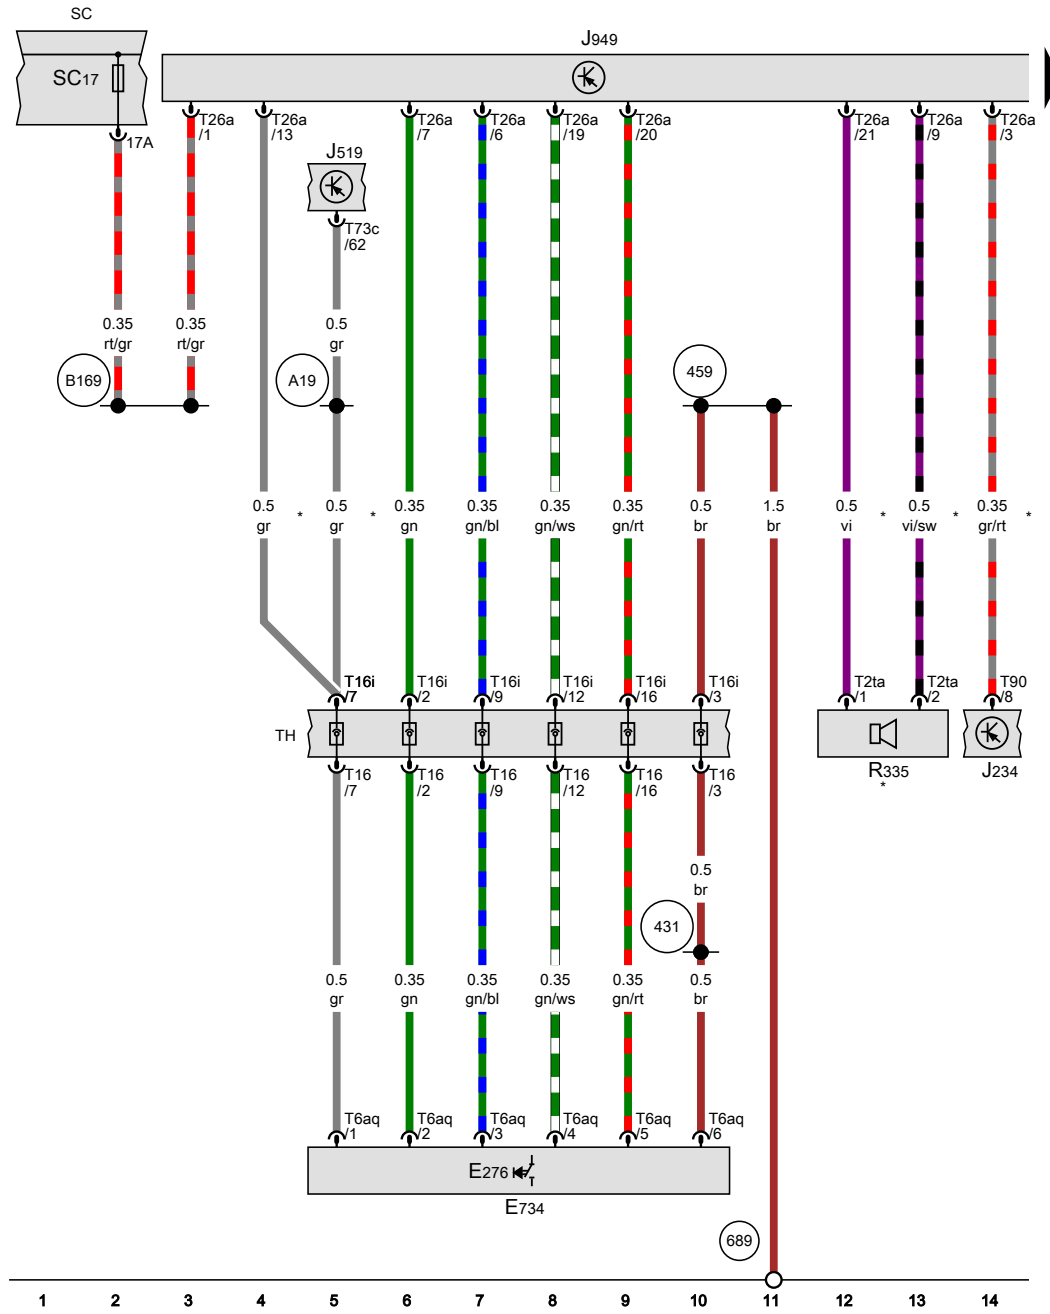 SC
J949
SC17
17A
T26a
/1
T26a
/13
T26a
/7
T26a
/6
T26a
/19
T26a
/20
T26a
/21
T26a
/9
T26a
/3
J519
T73c
/62
0.35
rt/gr
0.35
rt/gr
0.5
gr
B169
A19
459
0.5
gr
*
0.5
gr
*
0.35
gn
0.35
gn/bl
0.35
gn/ws
0.35
gn/rt
0.5
br
1.5
br
0.5
vi
*
0.5
vi/sw
*
0.35
gr/rt
*
T16i
/7
T16i
/2
T16i
/9
T16i
/12
T16i
/16
T16i
/3
T2ta
/1
T2ta
/2
T90
/8
TH
T16
/7
T16
/2
T16
/9
T16
/12
T16
/16
T16
/3
R335
*
J234
0.5
br
431
0.5
gr
0.35
gn
0.35
gn/bl
0.35
gn/ws
0.35
gn/rt
0.5
br
T6aq
/1
T6aq
/2
T6aq
/3
T6aq
/4
T6aq
/5
T6aq
/6
E276
E734
689
1 2 3 4 5 6 7 8 9 10 11 12 13 14